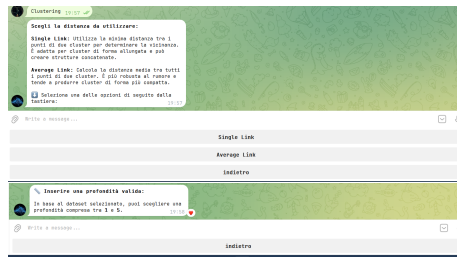 Clustering 19:57
Scegli la distanza da utilizzare:
Single Link: Utilizza la minima distanza tra i
punti di due cluster per determinare la vicinanza.
È adatta per cluster di forma allungata e può
creare strutture concatenate.
Average Link: Calcola la distanza media tra tutti
i punti di due cluster. È più robusta al rumore e
tende a produrre cluster di forma più compatta.
Seleziona una delle opzioni di seguito dalla
tastiera: 19:57
Write a message...
Single Link
Average Link
indietro
Inserire una profondità valida:
In base al dataset selezionato, puoi scegliere una
profondità compresa tra 1 e 5. 19:58
Write a message...
indietro